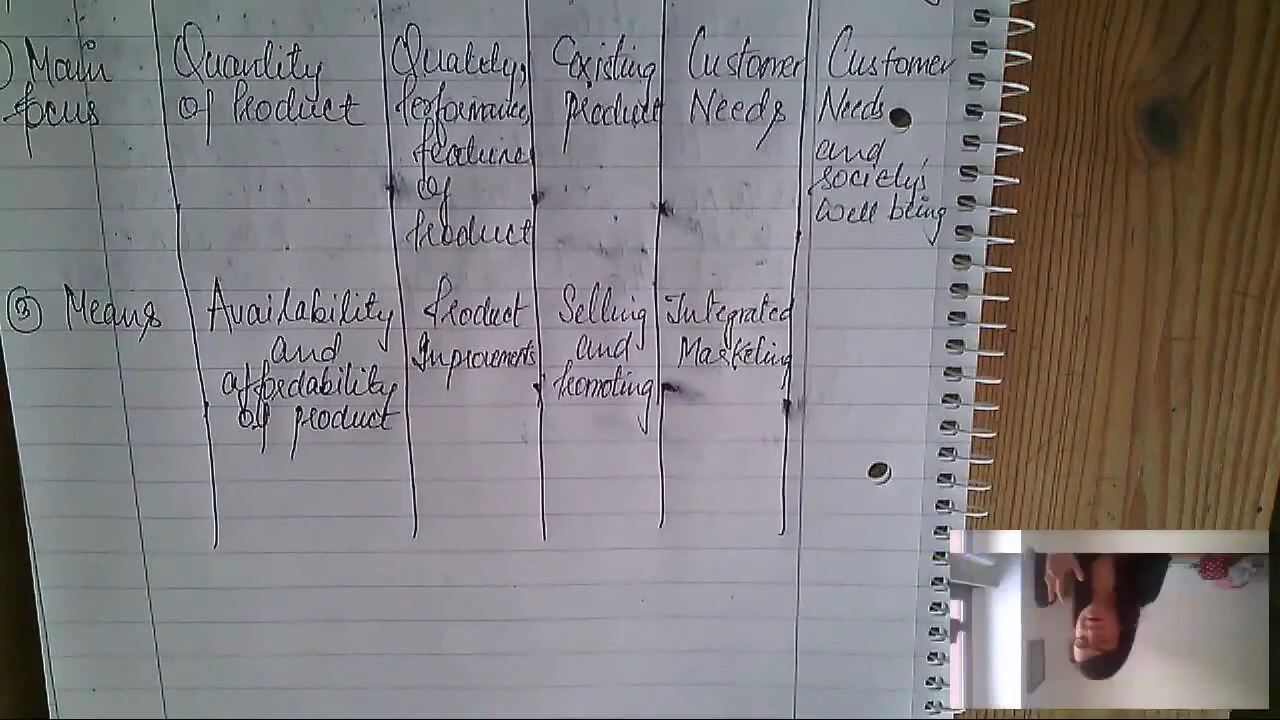 ) Main
focus
Quantity
of Product
Quality,
Performance,
features
of
Product
Existing
product
Customer
Needs
Customer
Needs
and
society's
well being
③ Means
Availability
and
affordability
of product
Product
Improvements
Selling
and
Promoting
Integrated
Marketing